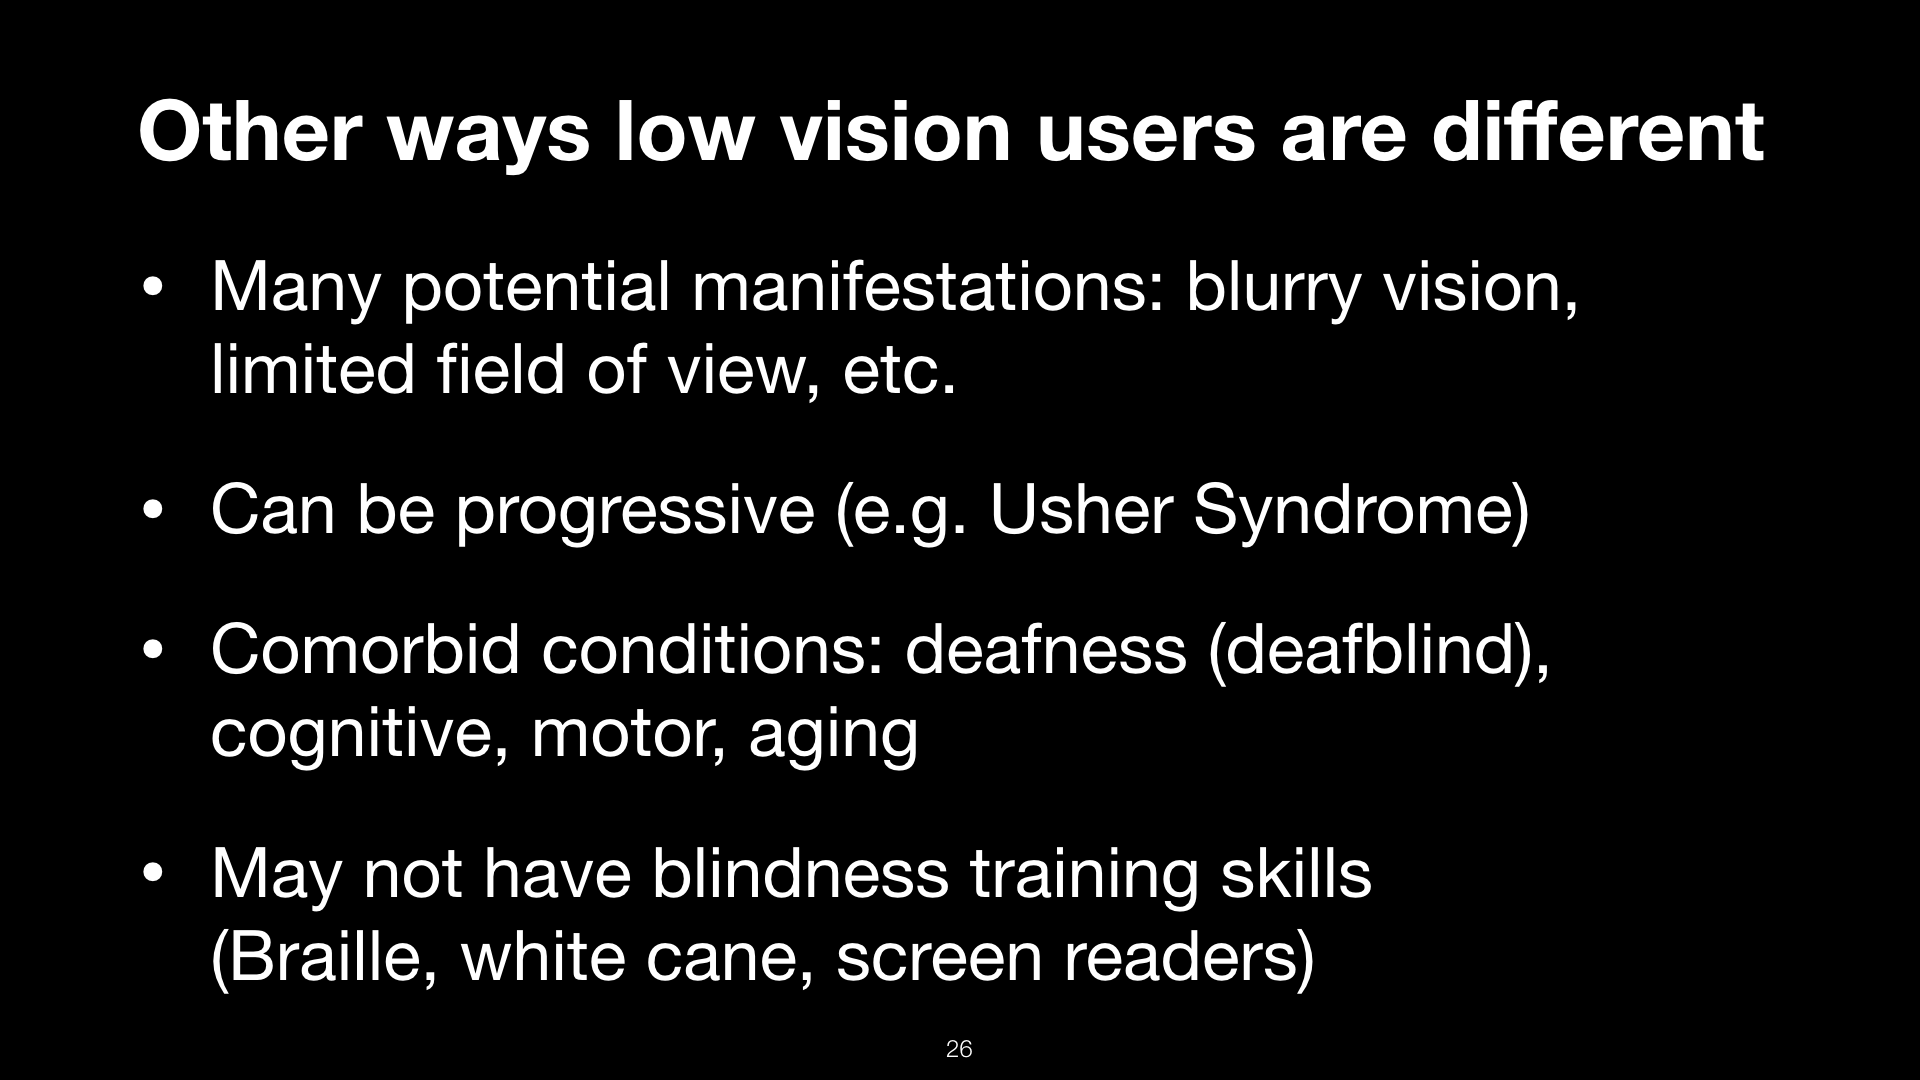 Other ways low vision users are different
• Many potential manifestations: blurry vision,
limited field of view, etc.
• Can be progressive (e.g. Usher Syndrome)
• Comorbid conditions: deafness (deafblind),
cognitive, motor, aging
• May not have blindness training skills
(Braille, white cane, screen readers)
26